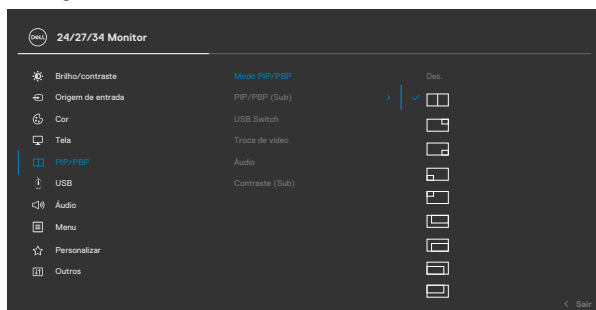 DELL 24/27/34 Monitor
Brilho/contraste Modo PIP/PBP Des.
Origem de entrada PIP/PBP (Sub)
Cor USB Switch
Tela Troca de vídeo
PIP/PBP Áudio
USB Contraste (Sub)
Áudio
Menu
Personalizar
Outros
Sair